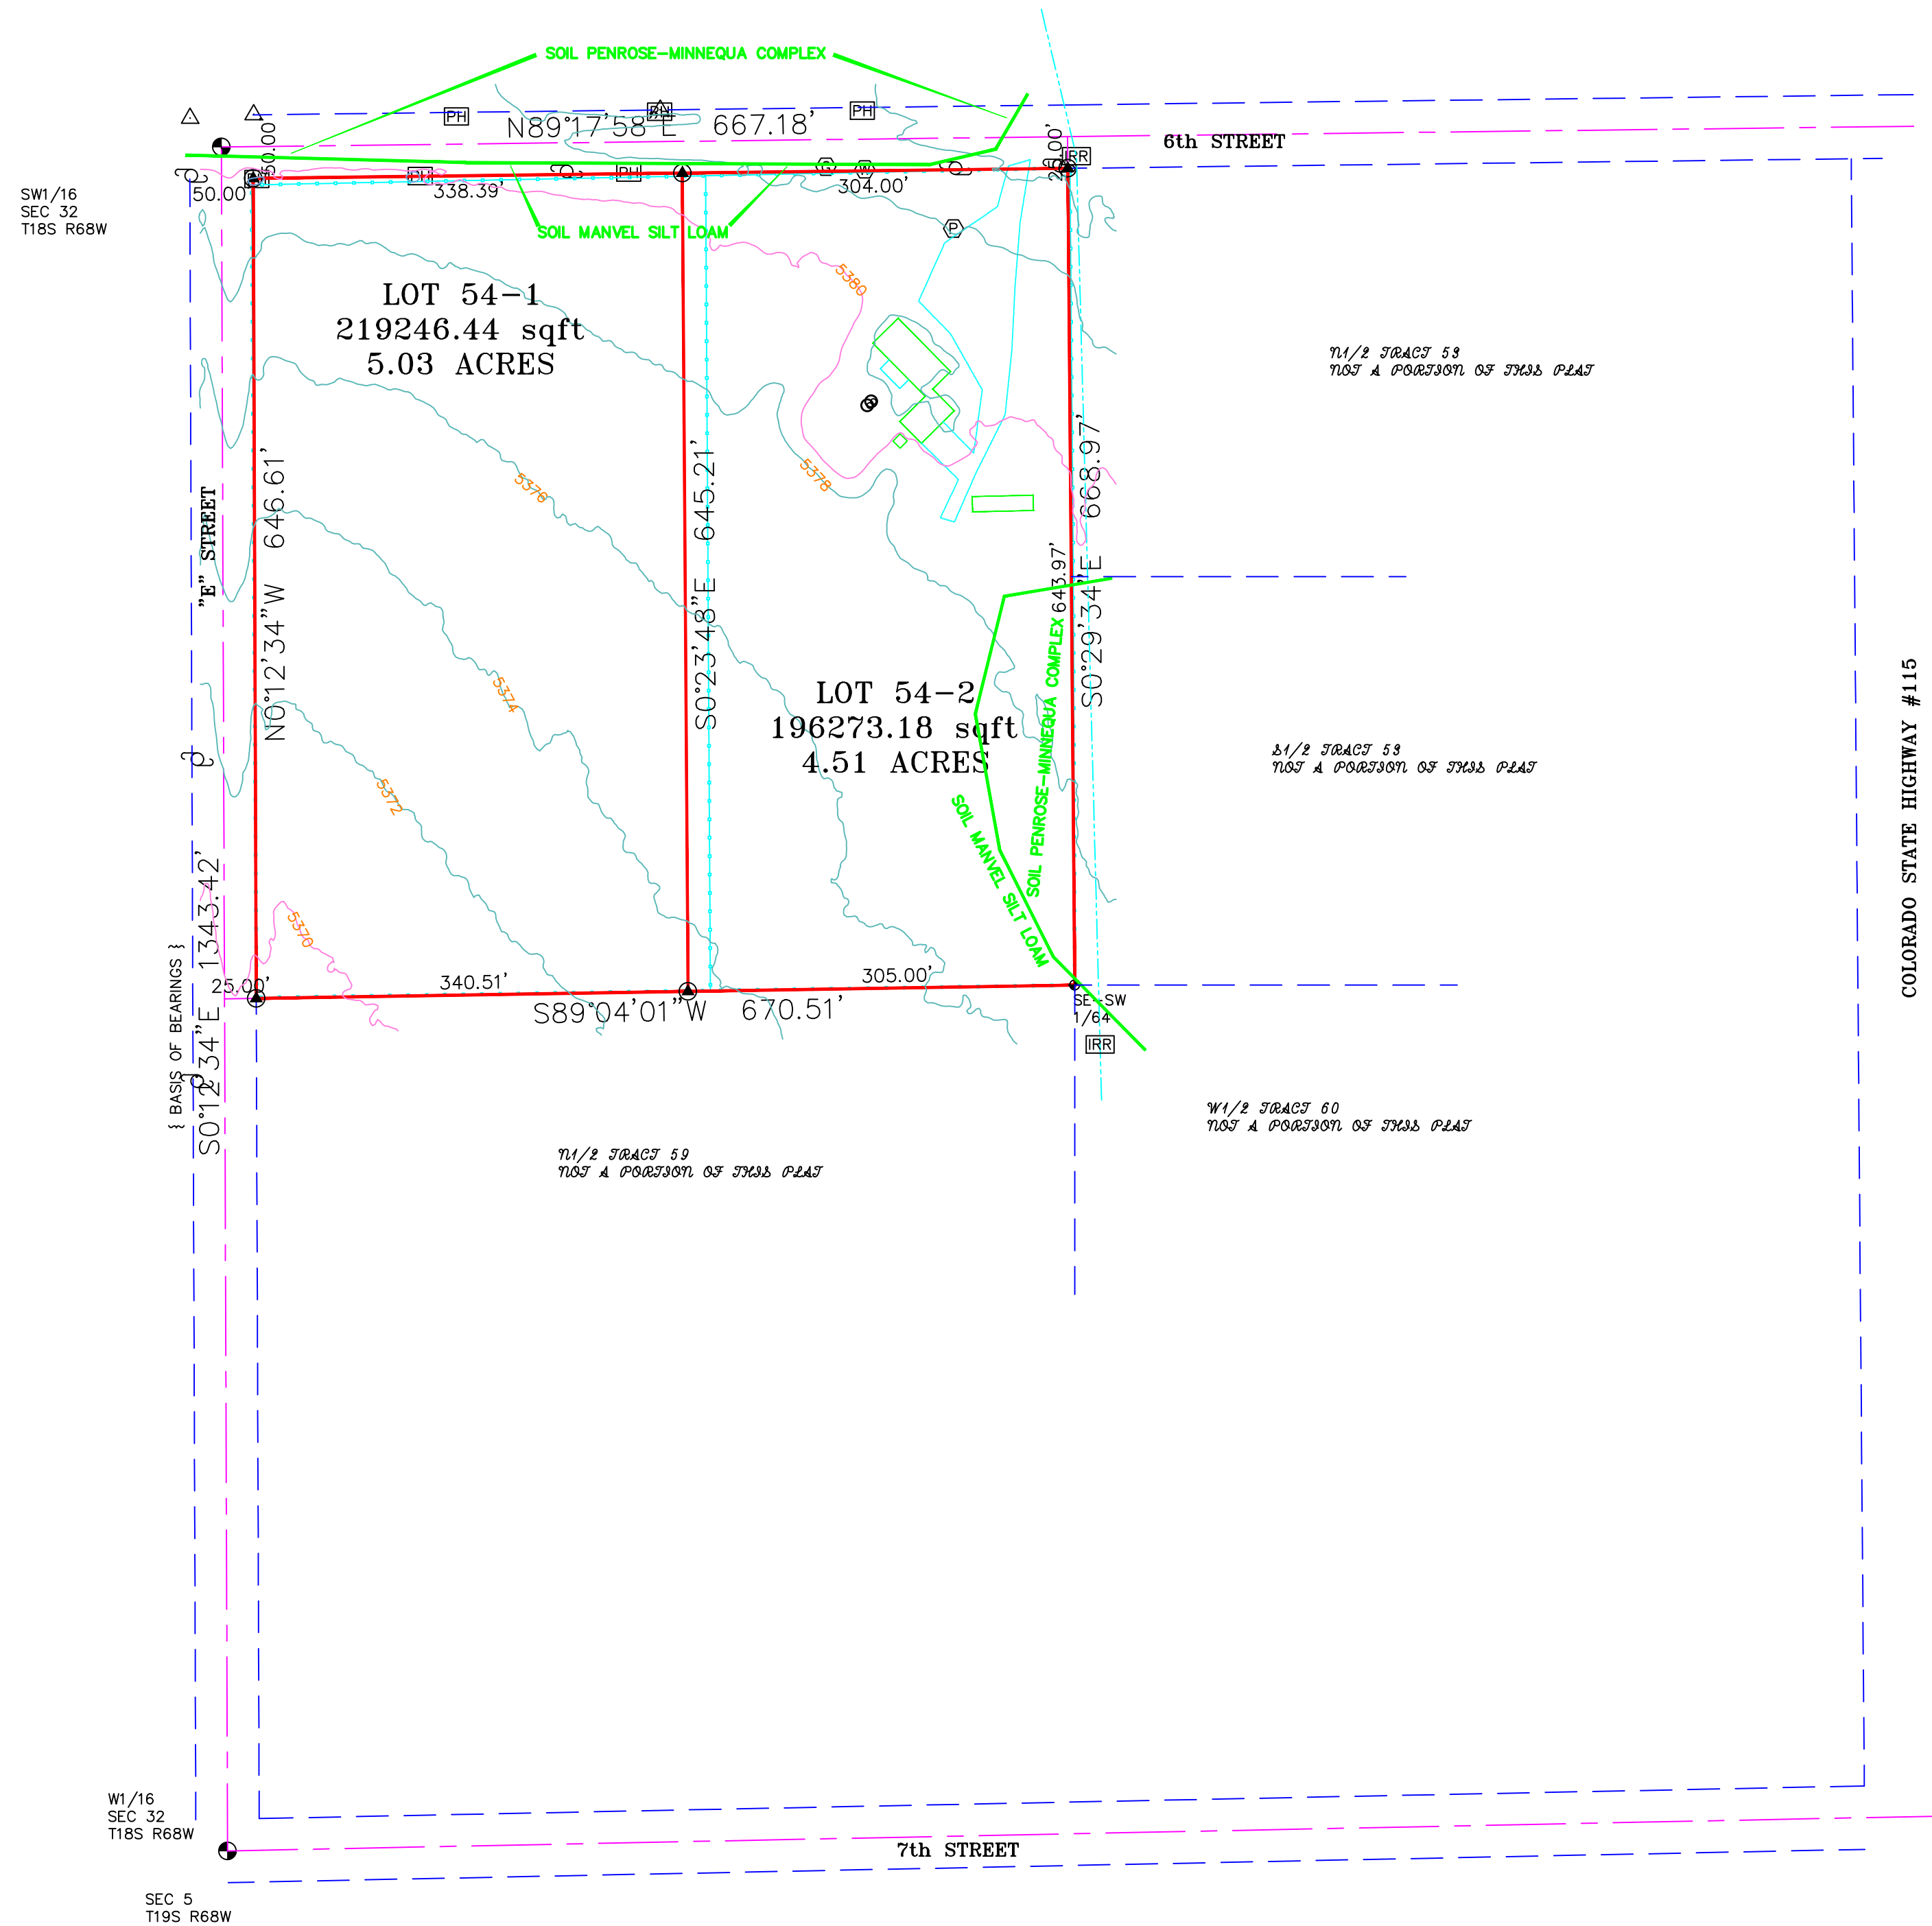 SOIL PENROSE-MINNEQUA COMPLEX
PH
PH
PH
N89°17'58"E 667.18'
6th STREET
IRR
PH
PH
W
50.00'
338.39'
304.00'
SW1/16
SEC 32
T18S R68W
SOIL MANVEL SILT LOAM
P
5380
LOT 54-1
219246.44 sqft
5.03 ACRES
N1/2 TRACT 53
NOT A PORTION OF THIS PLAT
5378
5376
"E" STREET
N0°12'34"W 646.61'
S0°23'48"E 645.21'
643.97'
S0°29'34"E 668.97'
5374
LOT 54-2
196273.18 sqft
4.51 ACRES
SOIL PENROSE-MINNEQUA COMPLEX
SOIL MANVEL SILT LOAM
S1/2 TRACT 53
NOT A PORTION OF THIS PLAT
COLORADO STATE HIGHWAY #115
5372
5370
25.00'
340.51'
305.00'
S89°04'01"W 670.51'
SE-SW
1/64
IRR
{ BASIS OF BEARINGS }
S0°12'34"E 1343.42'
W1/2 TRACT 60
NOT A PORTION OF THIS PLAT
N1/2 TRACT 59
NOT A PORTION OF THIS PLAT
W1/16
SEC 32
T18S R68W
7th STREET
SEC 5
T19S R68W